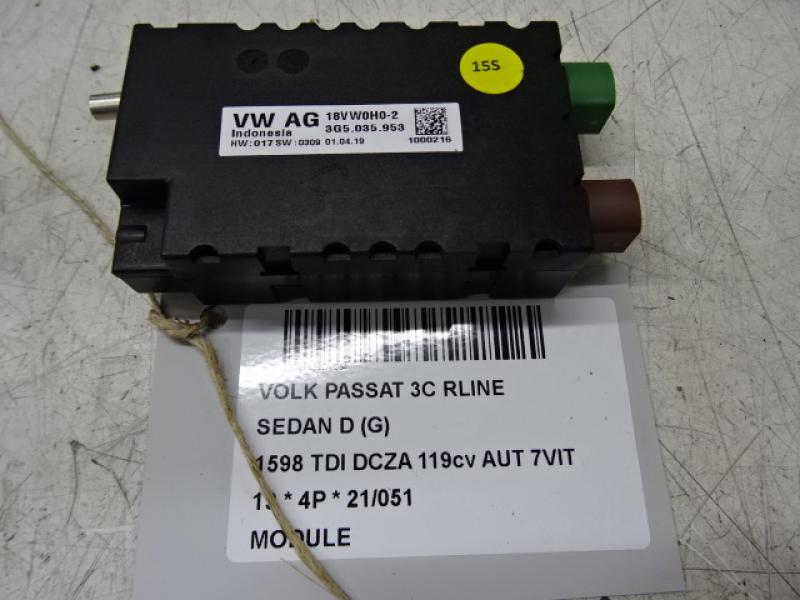 15S
VW AG 18VW0H0-2
Indonesia 3G5.035.953
HW:017 SW:0309 01.04.19 1000216
VOLK PASSAT 3C RLINE
SEDAN D (G)
1598 TDI DCZA 119cv AUT 7VIT
* 4P * 21/051
MODULE